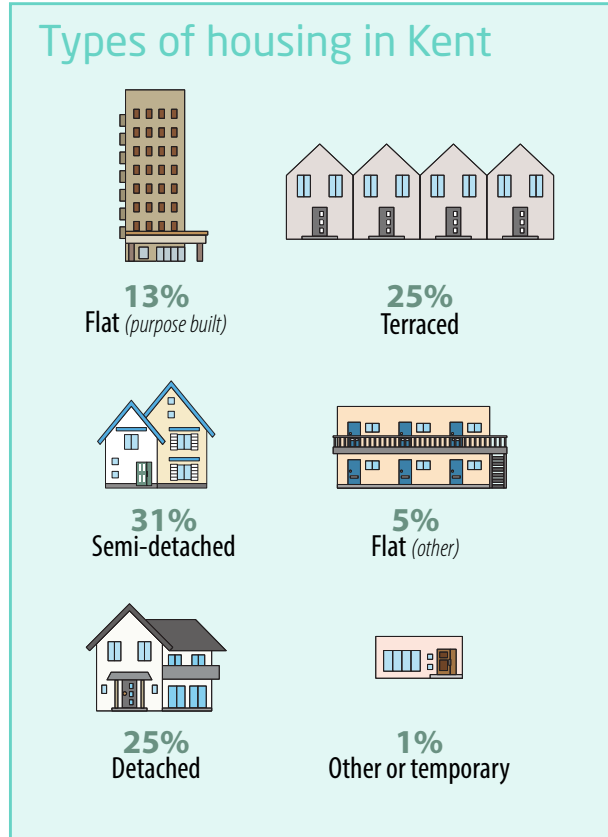 Types of housing in Kent
13%
Flat (purpose built)
25%
Terraced
31%
Semi-detached
5%
Flat (other)
25%
Detached
1%
Other or temporary